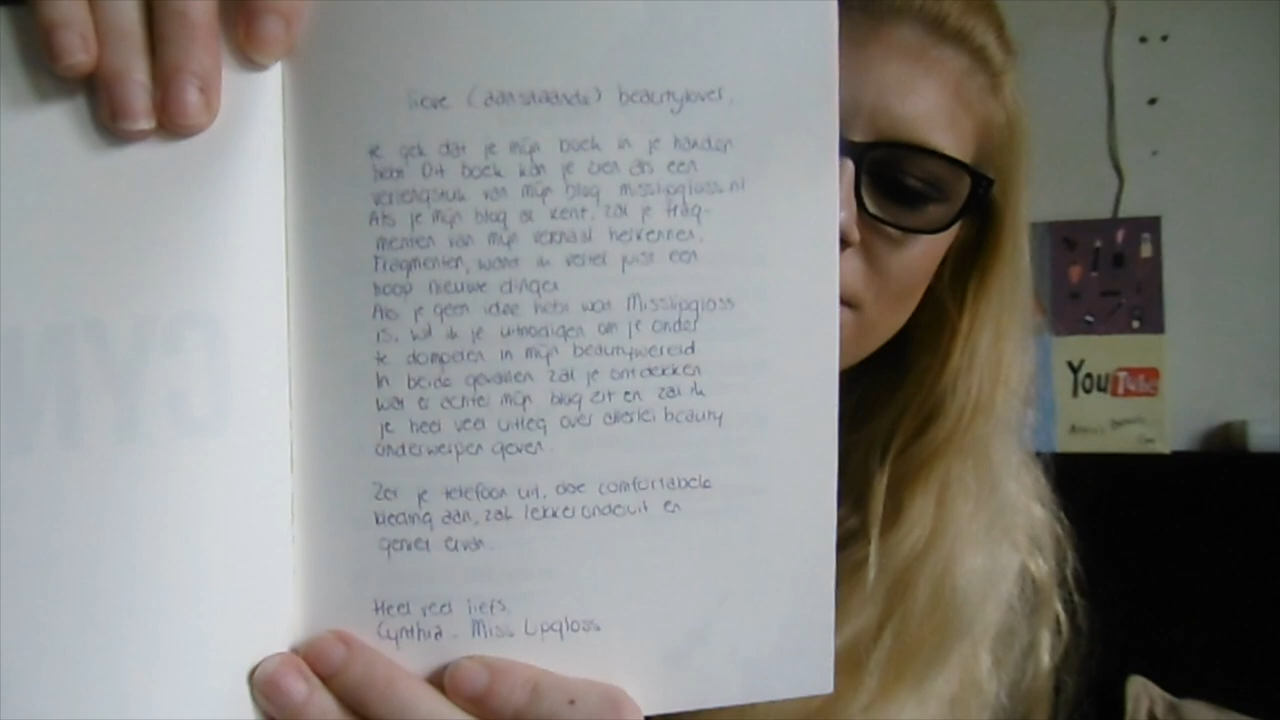 lieve (aanstaande) beautylover,
te gek dat je mijn boek in je handen
hebt. Dit boek kan je zien als een
verlengstuk van mijn blog misslipgloss.nl
Als je mijn blog al kent, zal je frag-
menten van mijn verhaal herkennen.
Fragmenten, want ik vertel juist een
hoop nieuwe dingen
Als je geen idee hebt wat Misslipgloss
is, wil ik je uitnodigen om je onder
te dompelen in mijn beautywereld
In beide gevallen zal je ontdekken
wat er achter mijn blog zit en zal ik
je heel veel uitleg over allerlei beauty
onderwerpen geven.
Zet je telefoon uit, doe comfortabele
kleding aan, zak lekker onderuit en
geniet ervan.
Heel veel liefs,
Cynthia - Miss Lipgloss
YouTube